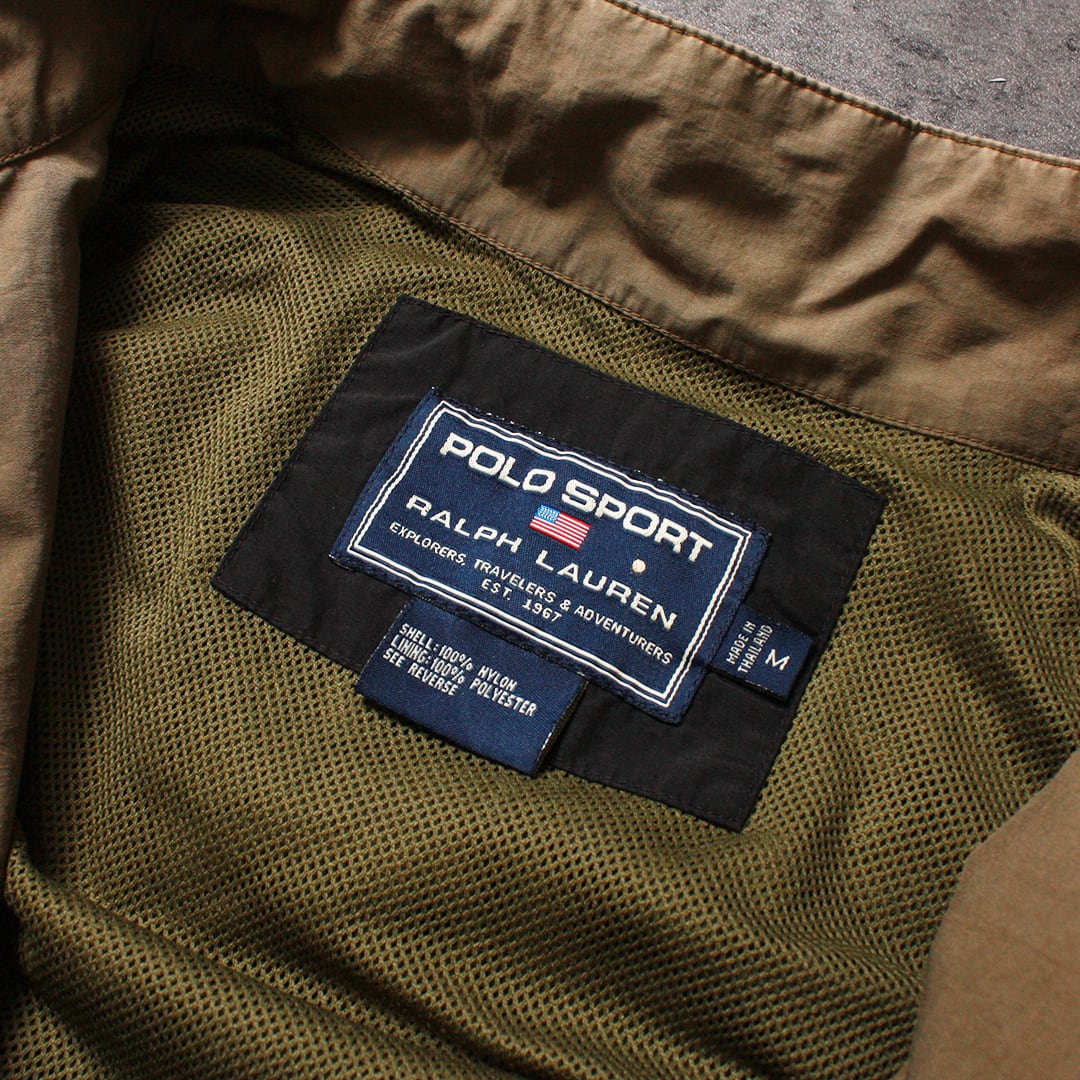 POLO SPORT
RALPH LAUREN
EXPLORERS, TRAVELERS & ADVENTURERS
EST. 1967
MADE IN
THAILAND
M
SHELL: 100% NYLON
LINING: 100% POLYESTER
SEE REVERSE